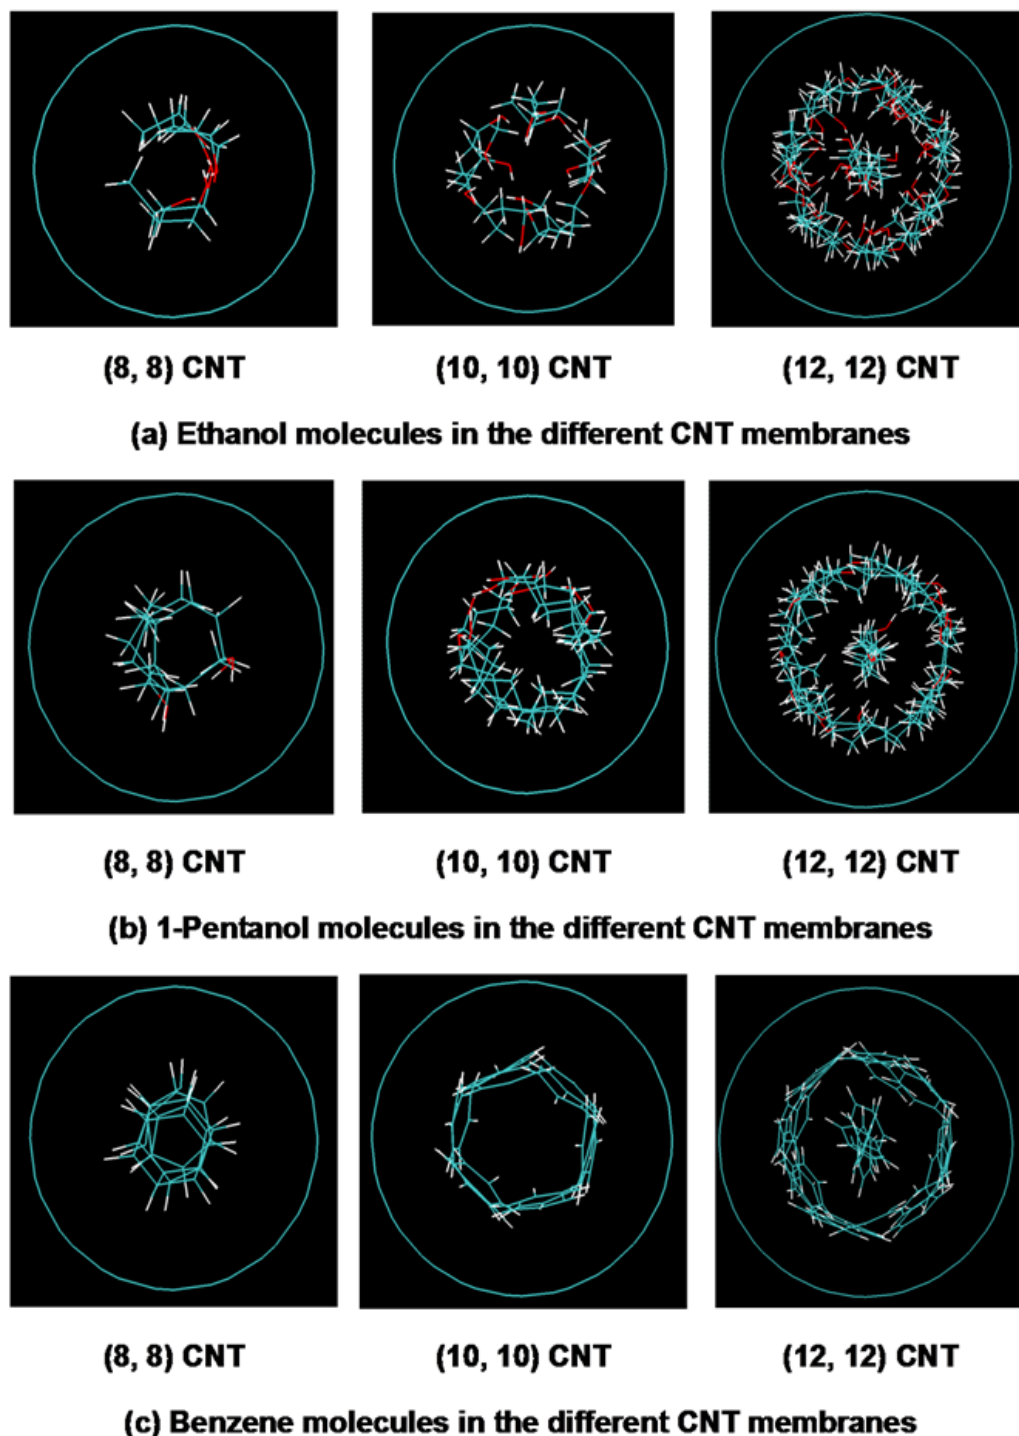 (8, 8) CNT (10, 10) CNT (12, 12) CNT
(a) Ethanol molecules in the different CNT membranes
(8, 8) CNT (10, 10) CNT (12, 12) CNT
(b) 1-Pentanol molecules in the different CNT membranes
(8, 8) CNT (10, 10) CNT (12, 12) CNT
(c) Benzene molecules in the different CNT membranes